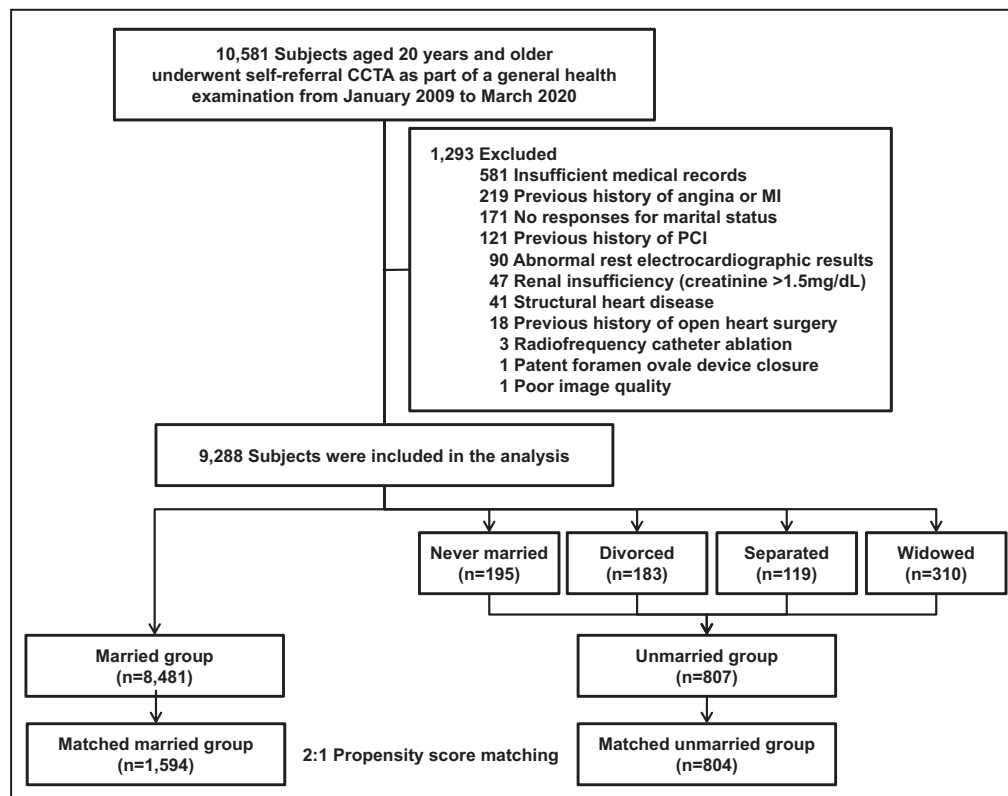 10,581 Subjects aged 20 years and older
underwent self-referral CCTA as part of a general health
examination from January 2009 to March 2020
1,293 Excluded
581 Insufficient medical records
219 Previous history of angina or MI
171 No responses for marital status
121 Previous history of PCI
90 Abnormal rest electrocardiographic results
47 Renal insufficiency (creatinine >1.5mg/dL)
41 Structural heart disease
18 Previous history of open heart surgery
3 Radiofrequency catheter ablation
1 Patent foramen ovale device closure
1 Poor image quality
9,288 Subjects were included in the analysis
Never married
(n=195)
Divorced
(n=183)
Separated
(n=119)
Widowed
(n=310)
Married group
(n=8,481)
Unmarried group
(n=807)
Matched married group
(n=1,594)
2:1 Propensity score matching
Matched unmarried group
(n=804)